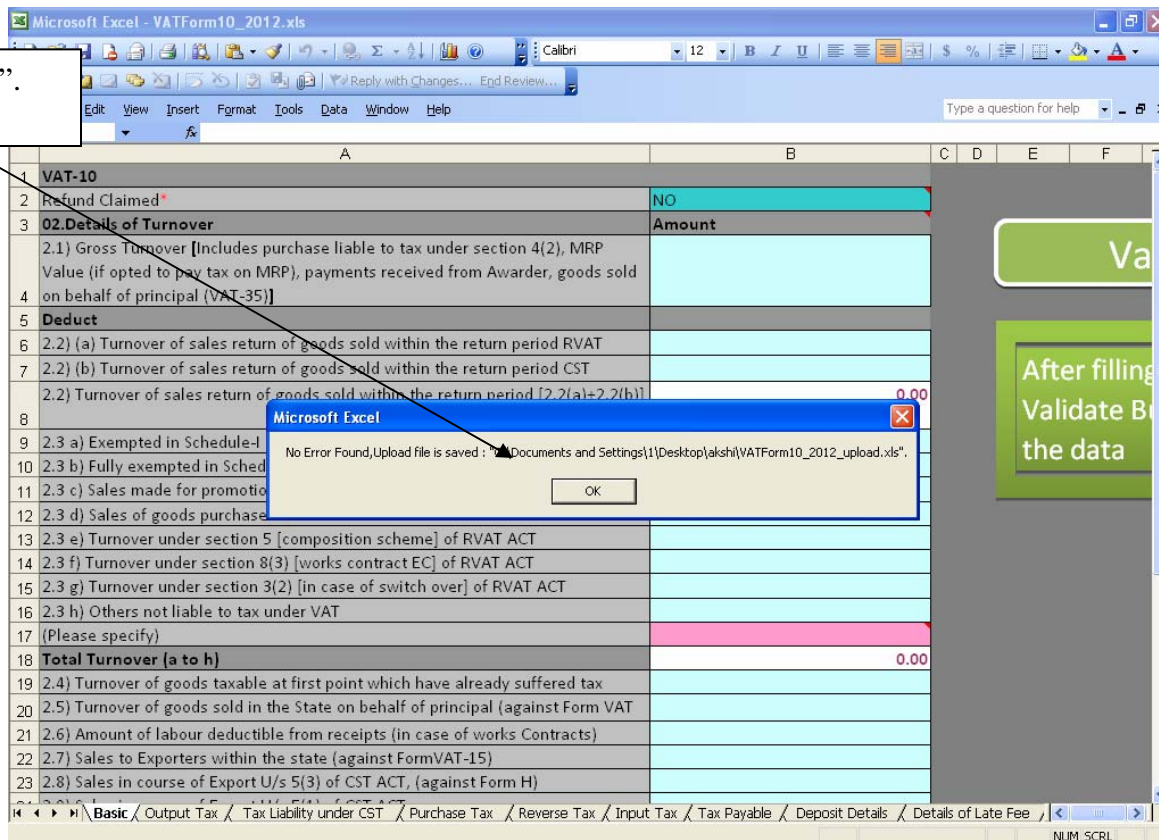 Microsoft Excel - VATForm10_2012.xls
Calibri 12 B I U $ %
”.
Reply with Changes... End Review...
Edit View Insert Format Tools Data Window Help Type a question for help
fx
A B C D E F
1 VAT-10
2 Refund Claimed* NO
3 02.Details of Turnover Amount
2.1) Gross Turnover [Includes purchase liable to tax under section 4(2), MRP
Value (if opted to pay tax on MRP), payments received from Awarder, goods sold
4 on behalf of principal (VAT-35)]
5 Deduct
6 2.2) (a) Turnover of sales return of goods sold within the return period RVAT
7 2.2) (b) Turnover of sales return of goods sold within the return period CST
2.2) Turnover of sales return of goods sold within the return period [2.2(a)+2.2(b)] 0.00
8
9 2.3 a) Exempted in Schedule-I
10 2.3 b) Fully exempted in Sched
11 2.3 c) Sales made for promotio
12 2.3 d) Sales of goods purchase
13 2.3 e) Turnover under section 5 [composition scheme] of RVAT ACT
14 2.3 f) Turnover under section 8(3) [works contract EC] of RVAT ACT
15 2.3 g) Turnover under section 3(2) [in case of switch over] of RVAT ACT
16 2.3 h) Others not liable to tax under VAT
17 (Please specify)
18 Total Turnover (a to h) 0.00
19 2.4) Turnover of goods taxable at first point which have already suffered tax
20 2.5) Turnover of goods sold in the State on behalf of principal (against Form VAT
21 2.6) Amount of labour deductible from receipts (in case of works Contracts)
22 2.7) Sales to Exporters within the state (against FormVAT-15)
23 2.8) Sales in course of Export U/s 5(3) of CST ACT, (against Form H)
Microsoft Excel
No Error Found,Upload file is saved : Documents and Settings\1\Desktop\akshi\VATForm10_2012_upload.xls".
OK
Va
After filling
Validate
the data
Basic Output Tax Tax Liability under CST Purchase Tax Reverse Tax Input Tax Tax Payable Deposit Details Details of Late Fee
NUM SCRL